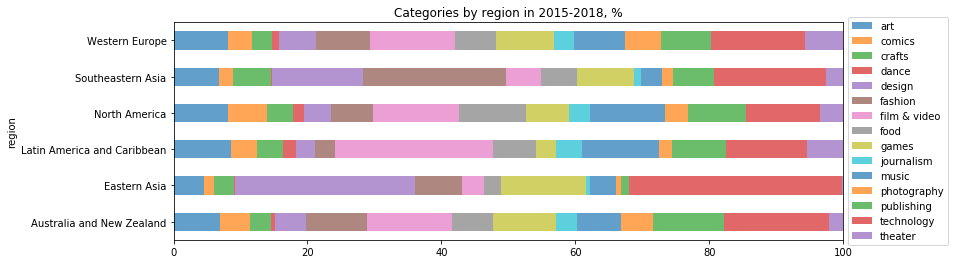 Categories by region in 2015-2018, %
region
Western Europe
Southeastern Asia
North America
Latin America and Caribbean
Eastern Asia
Australia and New Zealand
0 20 40 60 80 100
art
comics
crafts
dance
design
fashion
film & video
food
games
journalism
music
photography
publishing
technology
theater